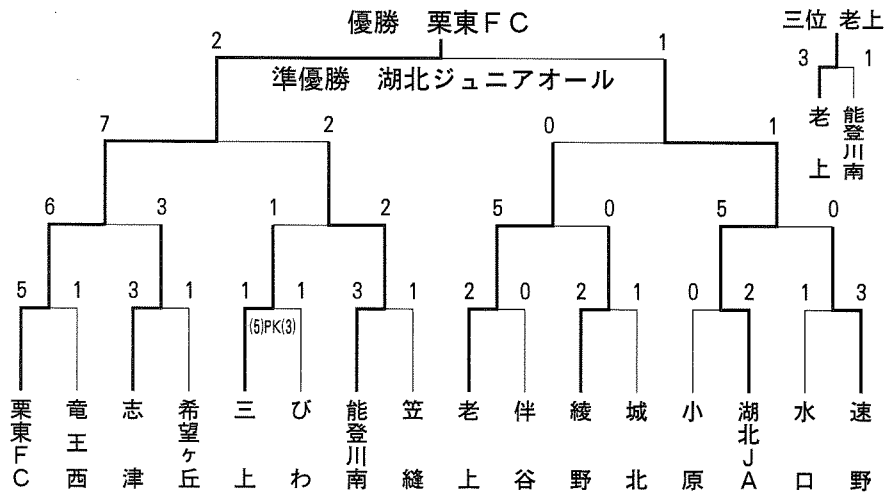 優勝 栗東FC
三位 老上
2
1
3
1
準優勝 湖北ジュニアオール
老上
能登川南
7
2
0
1
6
3
1
2
5
0
5
0
5
1
3
1
1
1
3
1
2
0
2
1
0
2
1
3
(5)PK(3)
栗東FC
竜王西
志津
希望ヶ丘
三上
びわ
能登川南
笠縫
老上
伴谷
綾野
城北
小原
湖北JA
水口
速野